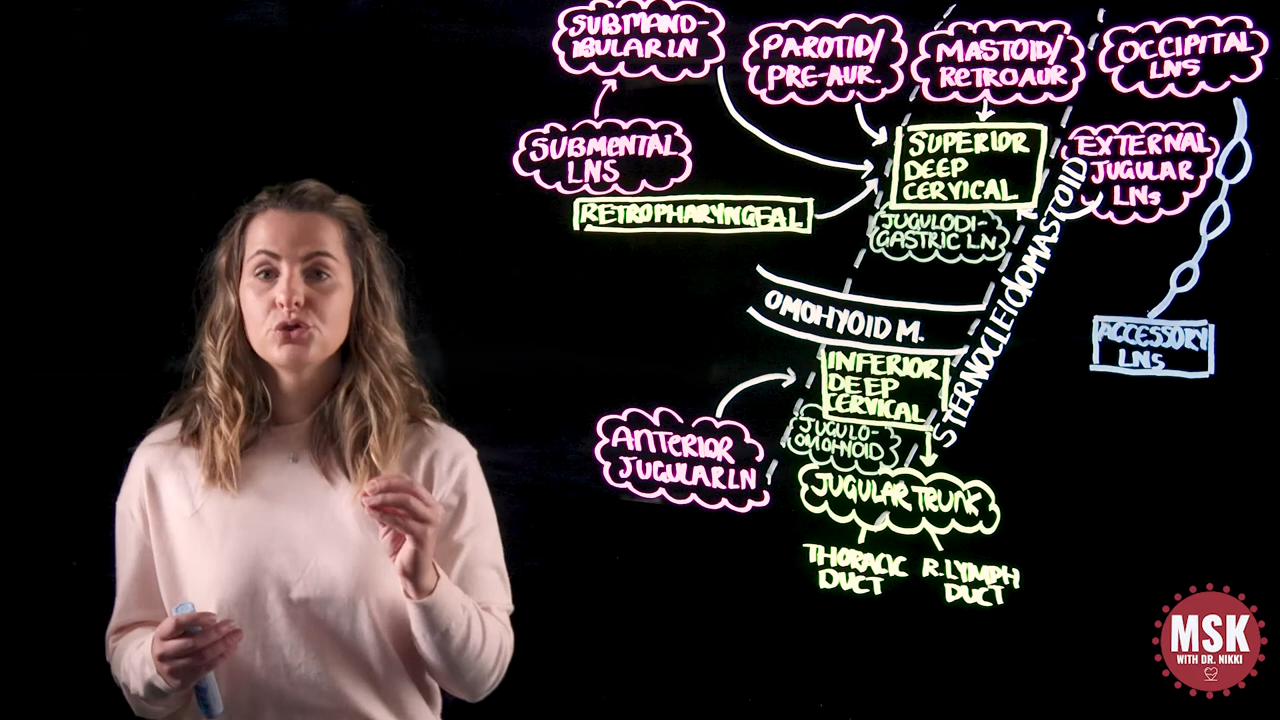 SUBMAND-
IBULAR LN
PAROTID/
PRE-AUR.
MASTOID/
RETROAUR
OCCIPITAL
LNS
SUBMENTAL
LNS
SUPERIOR
DEEP
CERVICAL
EXTERNAL
JUGULAR
LNs
RETROPHARYNGEAL
JUGULODI-
GASTRIC LN
STERNOCLEIdOMASTOID
OMOHYOID M.
ACCESSORY
LNS
INFERIOR
DEEP
CERVICAL
ANTERIOR
JUGULAR LN
JUGULO-
OMOHYOID
JUGULAR TRUNK
THORACIC
DUCT
R. LYMPH
DUCT
MSK
WITH DR. NIKKI